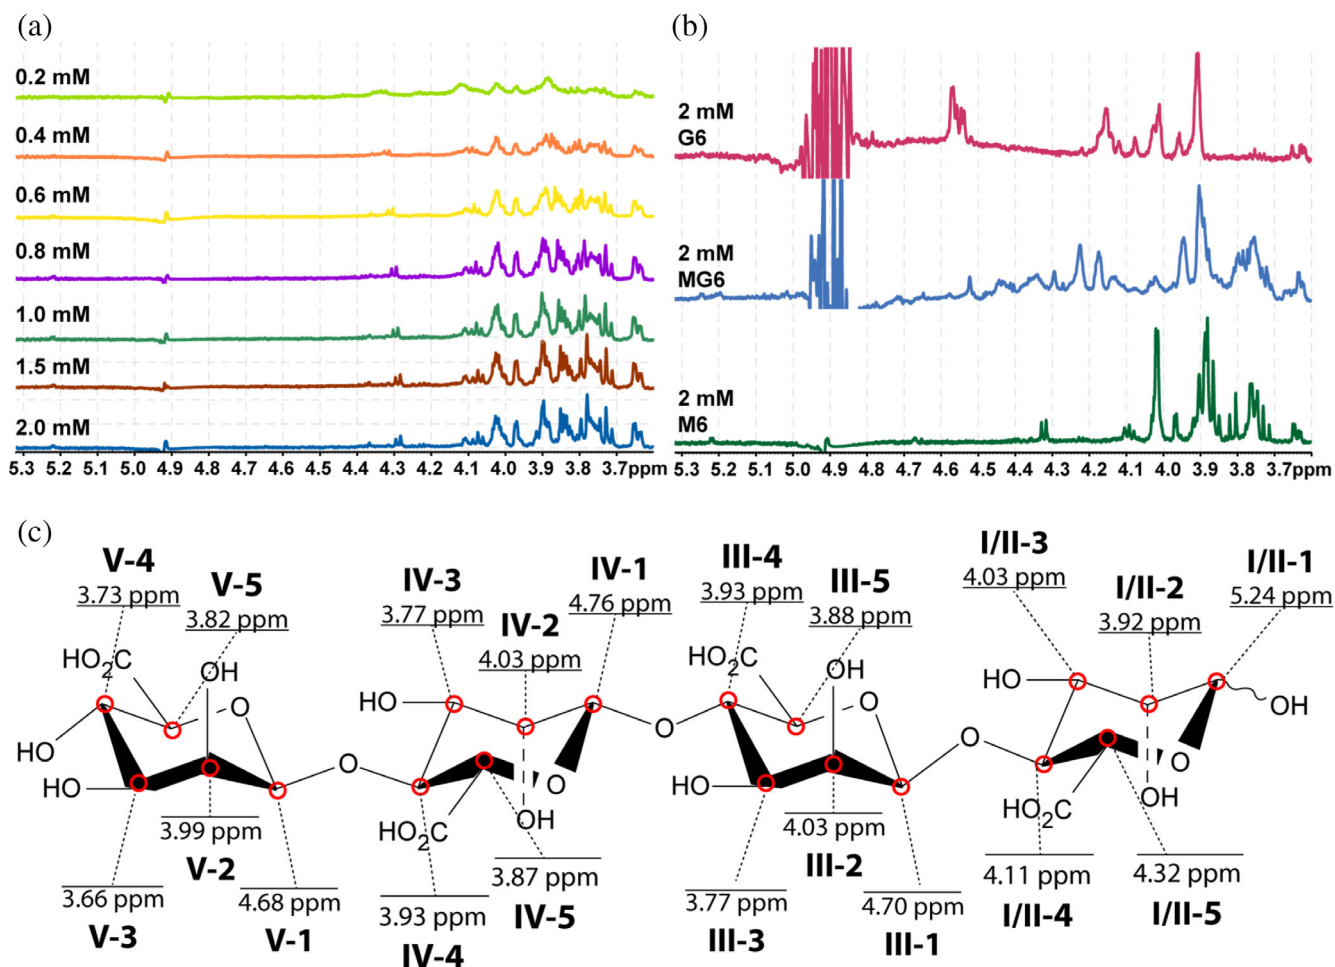 (a)
0.2 mM
0.4 mM
0.6 mM
0.8 mM
1.0 mM
1.5 mM
2.0 mM
5.3 5.2 5.1 4.9 4.8 4.7 4.6 4.5 4.4 4.3 4.2 4.1 4.0 3.9 3.8 3.7ppm
(b)
2 mM
G6
2 mM
MG6
2 mM
M6
5.3 5.2 5.1 5.0 4.9 4.8 4.7 4.6 4.5 4.4 4.3 4.2 4.1 4.0 3.9 3.8 3.7ppm
(c)
V-4
3.73 ppm
V-5
3.82 ppm
IV-3
3.77 ppm
IV-2
4.03 ppm
IV-1
4.76 ppm
III-4
3.93 ppm
III-5
3.88 ppm
I/II-3
4.03 ppm
I/II-2
3.92 ppm
I/II-1
5.24 ppm
HO2C
OH
O
HO
HO
O
HO
HO2C
O
OH
O
HO2C
OH
O
HO
O
HO
HO2C
O
OH
OH
3.66 ppm
V-3
3.99 ppm
V-2
4.68 ppm
V-1
3.93 ppm
IV-4
3.87 ppm
IV-5
3.77 ppm
III-3
4.03 ppm
III-2
4.70 ppm
III-1
4.11 ppm
I/II-4
4.32 ppm
I/II-5